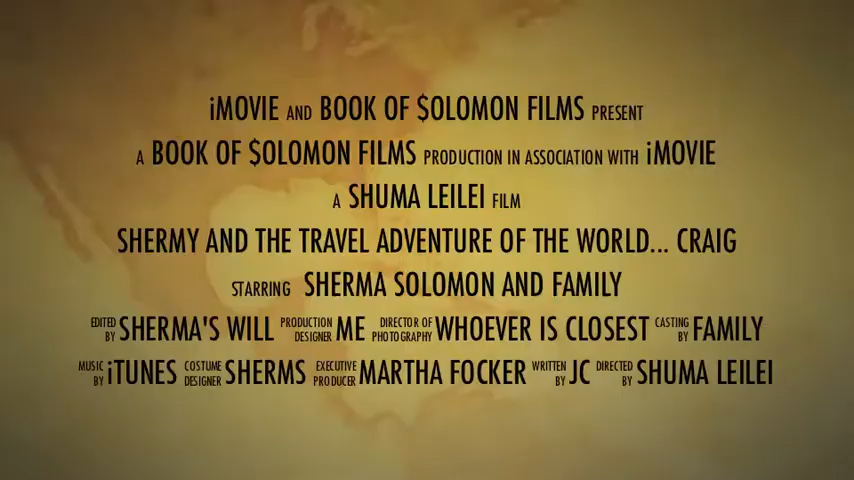 iMOVIE AND BOOK OF $OLOMON FILMS PRESENT
A BOOK OF $OLOMON FILMS PRODUCTION IN ASSOCIATION WITH iMOVIE
A SHUMA LEILEI FILM
SHERMY AND THE TRAVEL ADVENTURE OF THE WORLD... CRAIG
STARRING SHERMA SOLOMON AND FAMILY
EDITED BY SHERMA'S WILL PRODUCTION DESIGNER ME DIRECTOR OF PHOTOGRAPHY WHOEVER IS CLOSEST CASTING BY FAMILY
MUSIC BY iTUNES COSTUME DESIGNER SHERMS EXECUTIVE PRODUCER MARTHA FOCKER WRITTEN BY JC DIRECTED BY SHUMA LEILEI